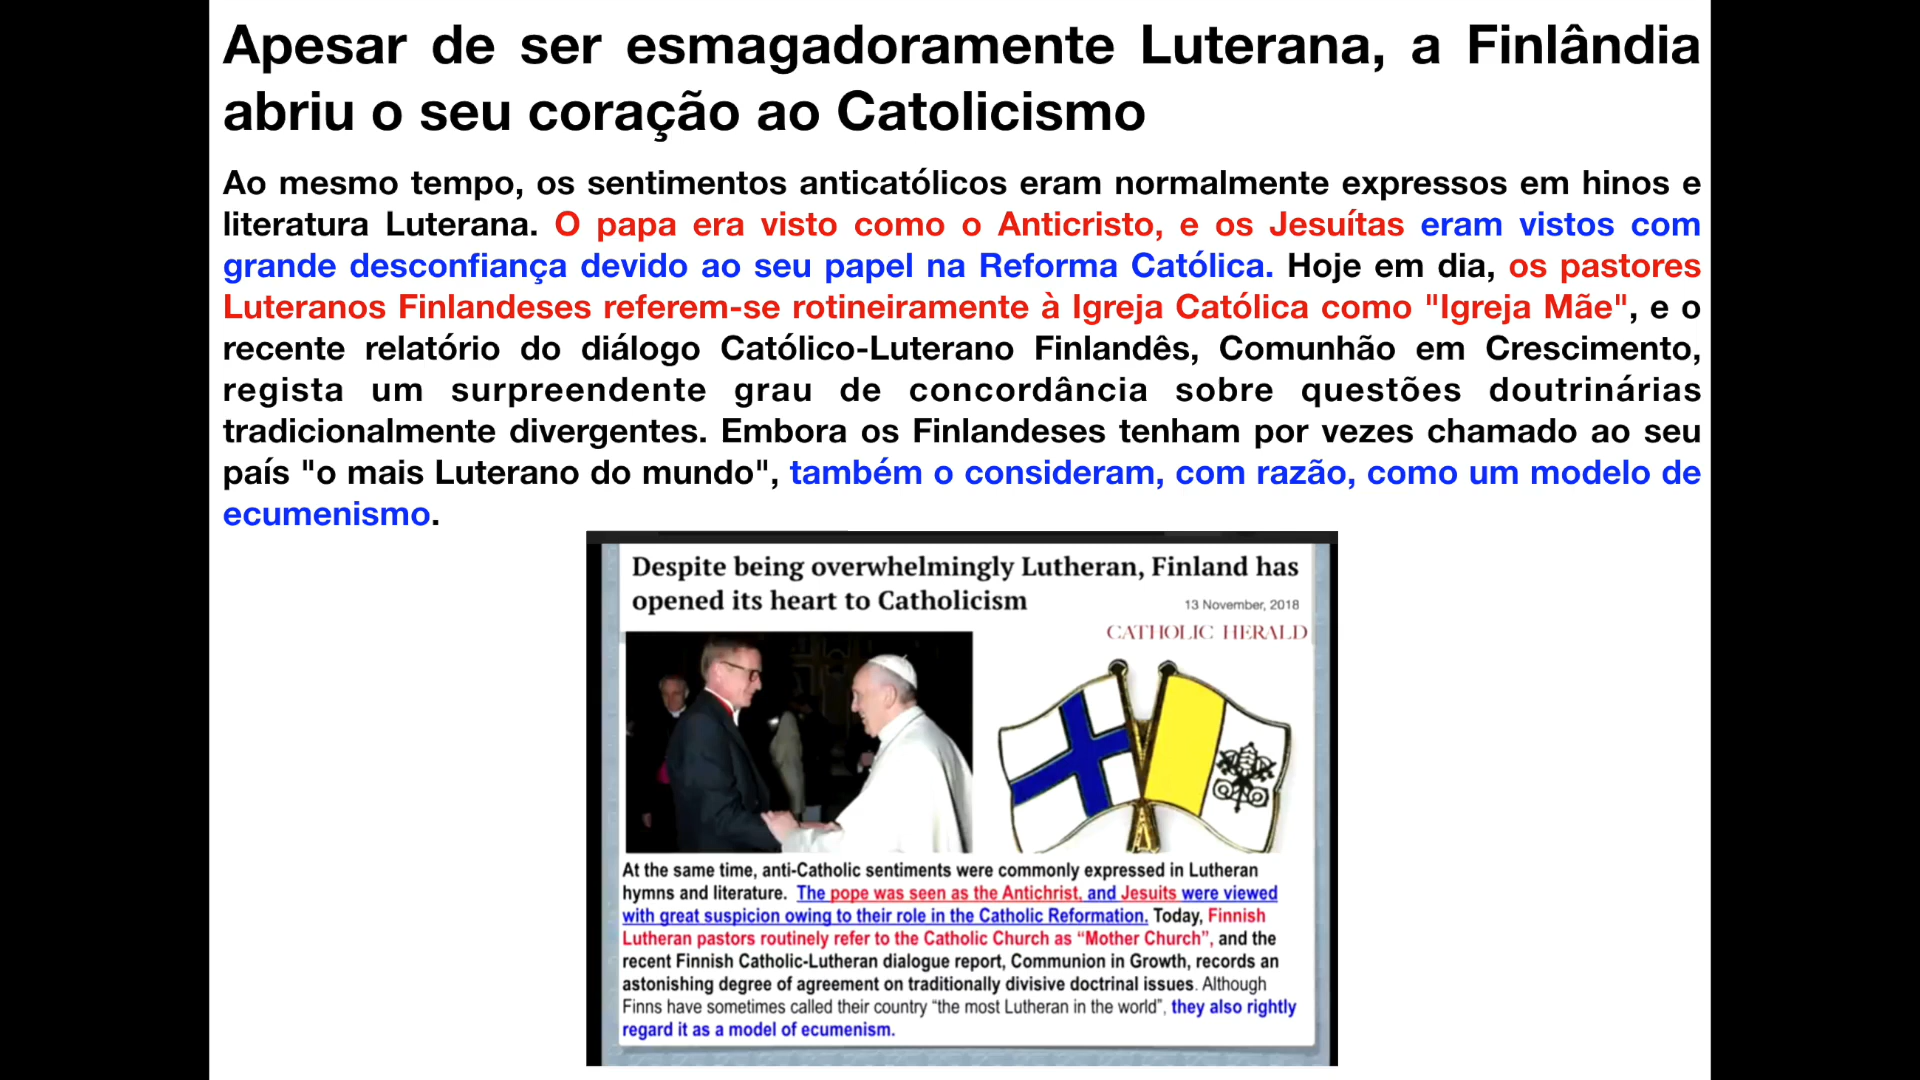 Apesar de ser esmagadoramente Luterana, a Finlândia
abriu o seu coração ao Catolicismo
Ao mesmo tempo, os sentimentos anticatólicos eram normalmente expressos em hinos e
literatura Luterana. O papa era visto como o Anticristo, e os Jesuítas eram vistos com
grande desconfiança devido ao seu papel na Reforma Católica. Hoje em dia, os pastores
Luteranos Finlandeses referem-se rotineiramente à Igreja Católica como "Igreja Mãe", e o
recente relatório do diálogo Católico-Luterano Finlandês, Comunhão em Crescimento,
regista um surpreendente grau de concordância sobre questões doutrinárias
tradicionalmente divergentes. Embora os Finlandeses tenham por vezes chamado ao seu
país "o mais Luterano do mundo", também o consideram, com razão, como um modelo de
ecumenismo.
Despite being overwhelmingly Lutheran, Finland has
opened its heart to Catholicism
13 November, 2018
CATHOLIC HERALD
At the same time, anti-Catholic sentiments were commonly expressed in Lutheran
hymns and literature. The pope was seen as the Antichrist, and Jesuits were viewed
with great suspicion owing to their role in the Catholic Reformation. Today, Finnish
Lutheran pastors routinely refer to the Catholic Church as “Mother Church”, and the
recent Finnish Catholic-Lutheran dialogue report, Communion in Growth, records an
astonishing degree of agreement on traditionally divisive doctrinal issues. Although
Finns have sometimes called their country “the most Lutheran in the world”, they also rightly
regard it as a model of ecumenism.